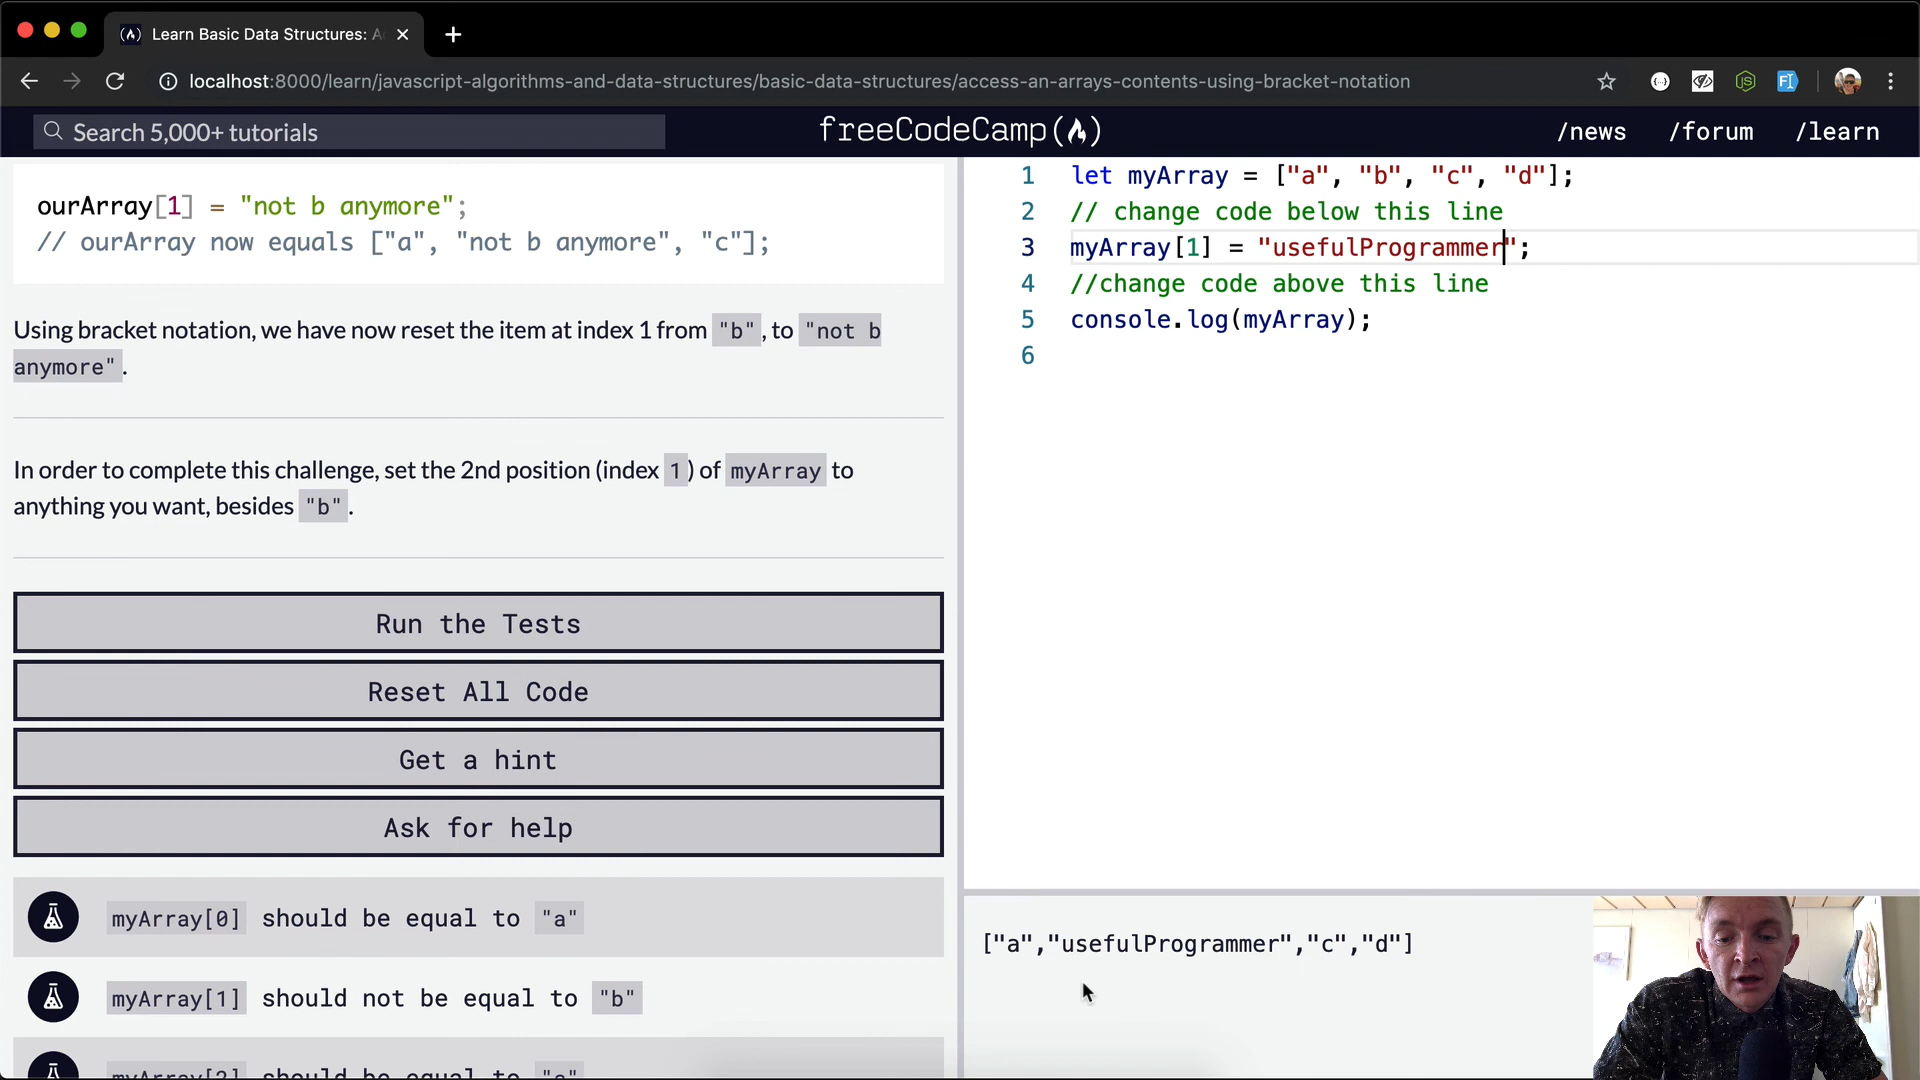 Learn Basic Data Structures: A
localhost:8000/learn/javascript-algorithms-and-data-structures/basic-data-structures/access-an-arrays-contents-using-bracket-notation
Search 5,000+ tutorials
freeCodeCamp
/news /forum /learn
ourArray[1] = "not b anymore";
// ourArray now equals ["a", "not b anymore", "c"];
Using bracket notation, we have now reset the item at index 1 from "b", to "not b
anymore".
In order to complete this challenge, set the 2nd position (index 1) of myArray to
anything you want, besides "b".
Run the Tests
Reset All Code
Get a hint
Ask for help
myArray[0] should be equal to "a"
myArray[1] should not be equal to "b"
myArray[2] should be equal to "c"
1 let myArray = ["a", "b", "c", "d"];
2 // change code below this line
3 myArray[1] = "usefulProgrammer";
4 //change code above this line
5 console.log(myArray);
6
["a","usefulProgrammer","c","d"]